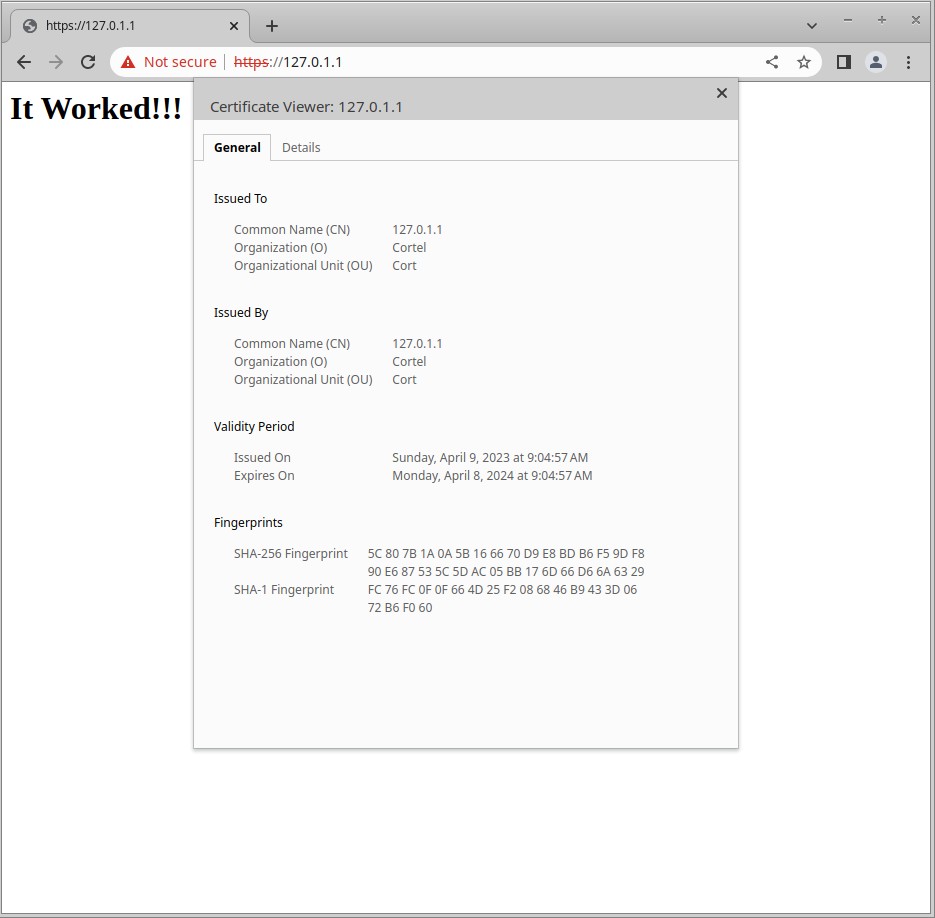 https://127.0.1.1
Not secure https://127.0.1.1
It Worked!!!
Certificate Viewer: 127.0.1.1
General Details
Issued To
Common Name (CN) 127.0.1.1
Organization (O) Cortel
Organizational Unit (OU) Cort
Issued By
Common Name (CN) 127.0.1.1
Organization (O) Cortel
Organizational Unit (OU) Cort
Validity Period
Issued On Sunday, April 9, 2023 at 9:04:57 AM
Expires On Monday, April 8, 2024 at 9:04:57 AM
Fingerprints
SHA-256 Fingerprint 5C 80 7B 1A 0A 5B 16 66 70 D9 E8 BD B6 F5 9D F8
90 E6 87 53 5C 5D AC 05 BB 17 6D 66 D6 6A 63 29
SHA-1 Fingerprint FC 76 FC 0F 0F 66 4D 25 F2 08 68 46 B9 43 3D 06
72 B6 F0 60